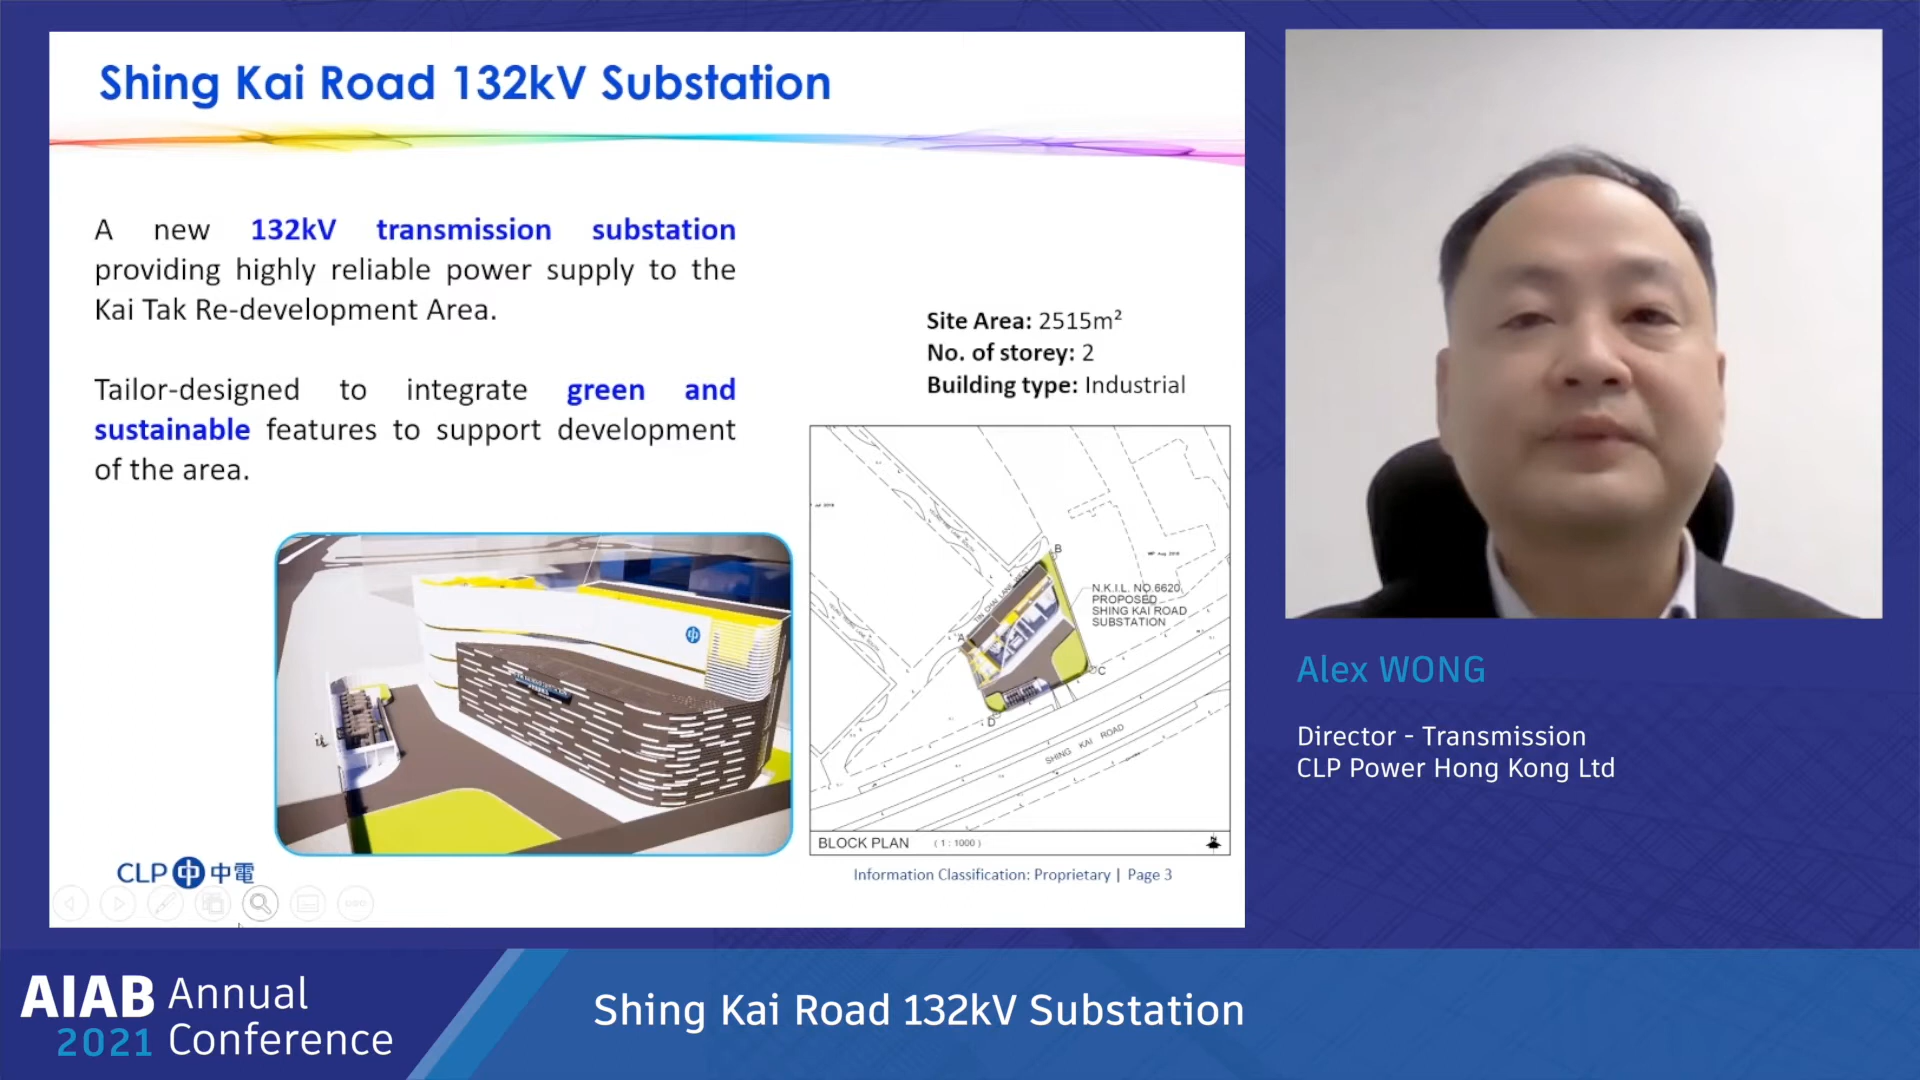 Shing Kai Road 132kV Substation
A new 132kV transmission substation
providing highly reliable power supply to the
Kai Tak Re-development Area.
Tailor-designed to integrate green and
sustainable features to support development
of the area.
Site Area: 2515m²
No. of storey: 2
Building type: Industrial
B
N.K.I.L. NO.6620
PROPOSED
SHING KAI ROAD
SUBSTATION
A
C
D
SHING KAI ROAD
BLOCK PLAN (1:1000)
CLP 中電
Information Classification: Proprietary | Page 3
Alex WONG
Director - Transmission
CLP Power Hong Kong Ltd
AIAB Annual
2021 Conference
Shing Kai Road 132kV Substation